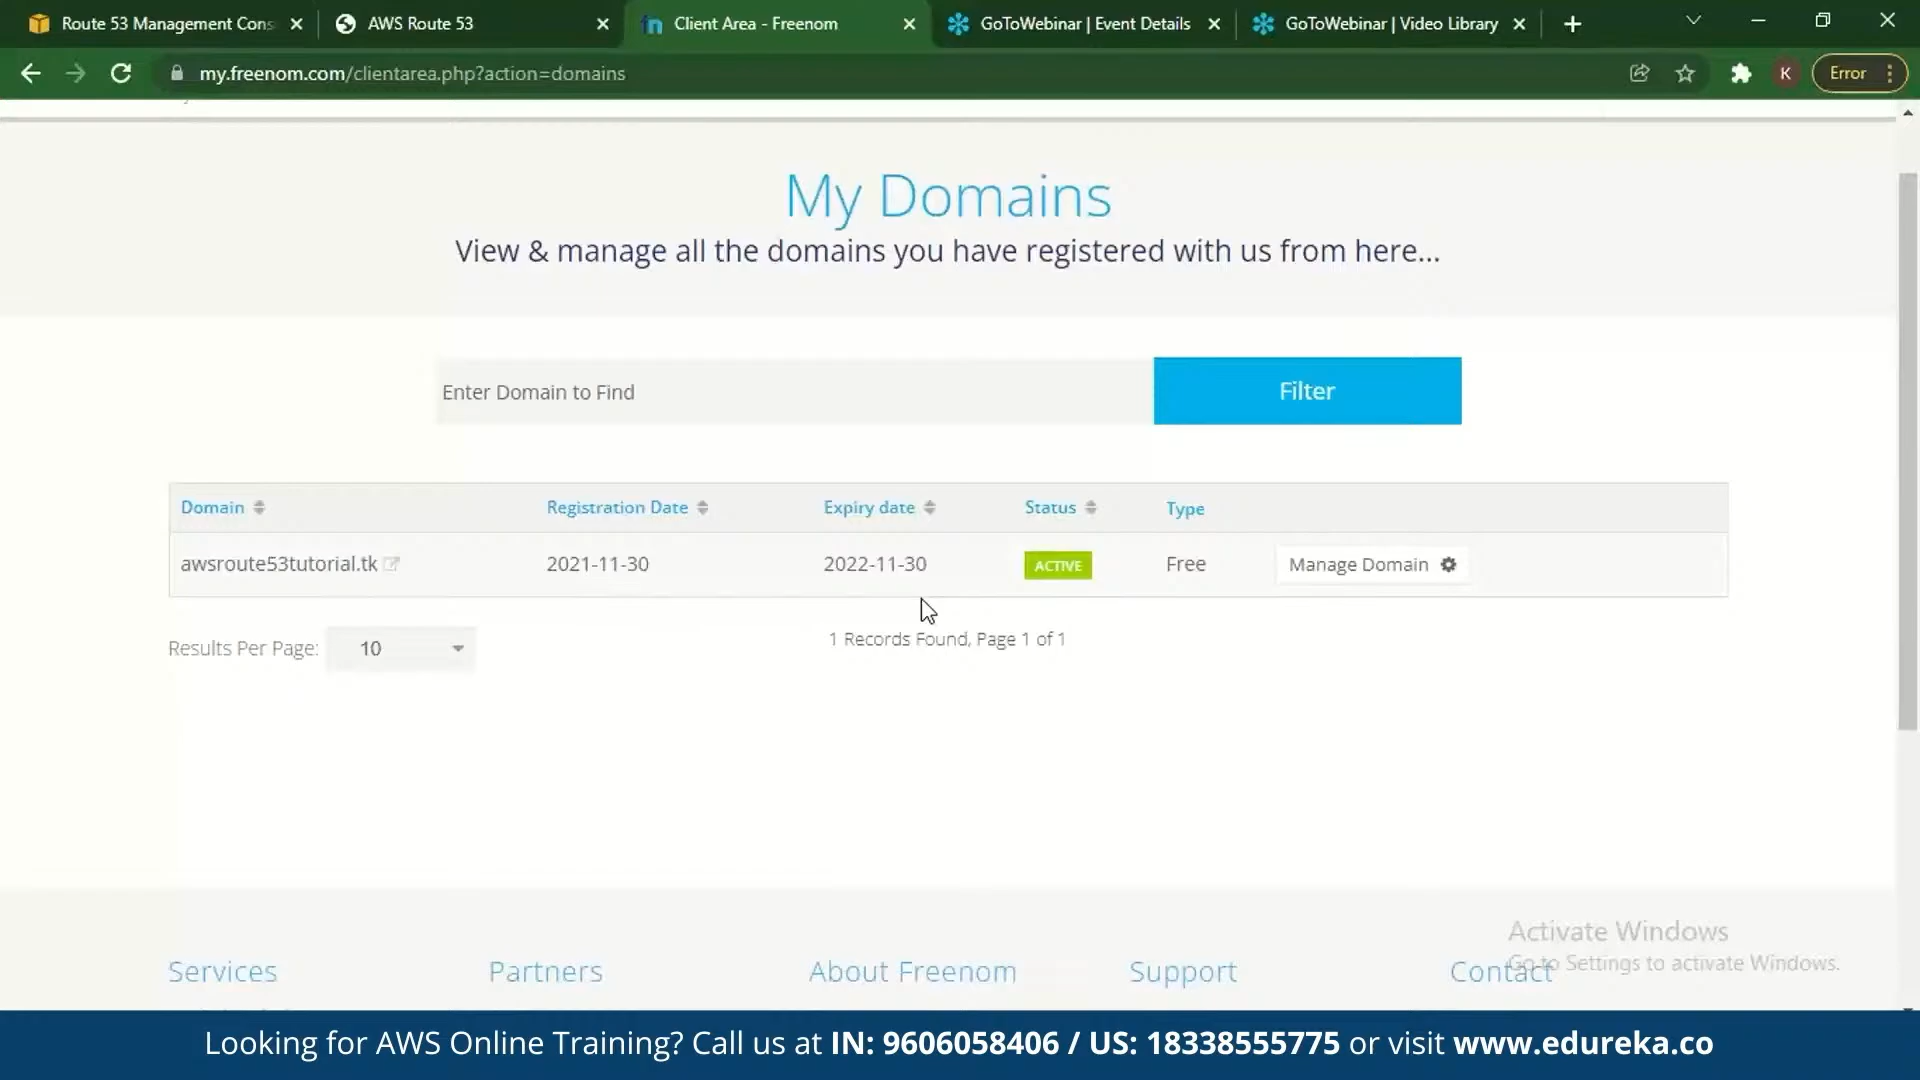 Route 53 Management Cons
AWS Route 53
Client Area - Freenom
GoToWebinar | Event Details
GoToWebinar | Video Library
my.freenom.com/clientarea.php?action=domains
K
Error
My Domains
View & manage all the domains you have registered with us from here...
Enter Domain to Find
Filter
Domain Registration Date Expiry date Status Type
awsroute53tutorial.tk 2021-11-30 2022-11-30 ACTIVE Free Manage Domain
Results Per Page: 10
1 Records Found, Page 1 of 1
Activate Windows
Go to Settings to activate Windows.
Services Partners About Freenom Support Contact
Looking for AWS Online Training? Call us at IN: 9606058406 / US: 18338555775 or visit www.edureka.co